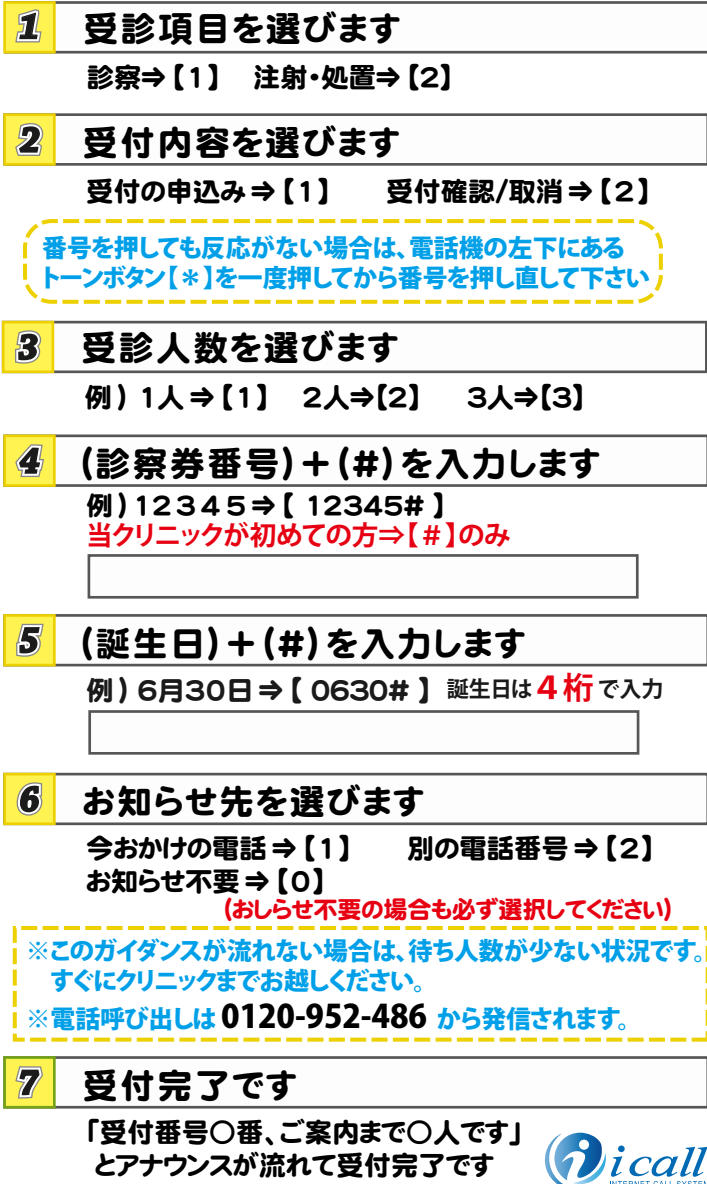 1 受診項目を選びます
診察⇒【1】 注射・処置⇒【2】
2 受付内容を選びます
受付の申込み⇒【1】 受付確認/取消⇒【2】
番号を押しても反応がない場合は、電話機の左下にある
トーンボタン【＊】を一度押してから番号を押し直して下さい
3 受診人数を選びます
例）1人⇒【1】 2人⇒【2】 3人⇒【3】
4 （診察券番号）＋（#）を入力します
例）12345⇒【 12345# 】
当クリニックが初めての方⇒【#】のみ
5 （誕生日）＋（#）を入力します
例）6月30日⇒【 0630# 】 誕生日は4桁で入力
6 お知らせ先を選びます
今おかけの電話⇒【1】 別の電話番号⇒【2】
お知らせ不要⇒【0】
（おしらせ不要の場合も必ず選択してください）
※このガイダンスが流れない場合は、待ち人数が少ない状況です。
すぐにクリニックまでお越しください。
※電話呼び出しは 0120-952-486 から発信されます。
7 受付完了です
「受付番号〇番、ご案内まで〇人です」
とアナウンスが流れて受付完了です
icall
INTERNET CALL SYSTEM